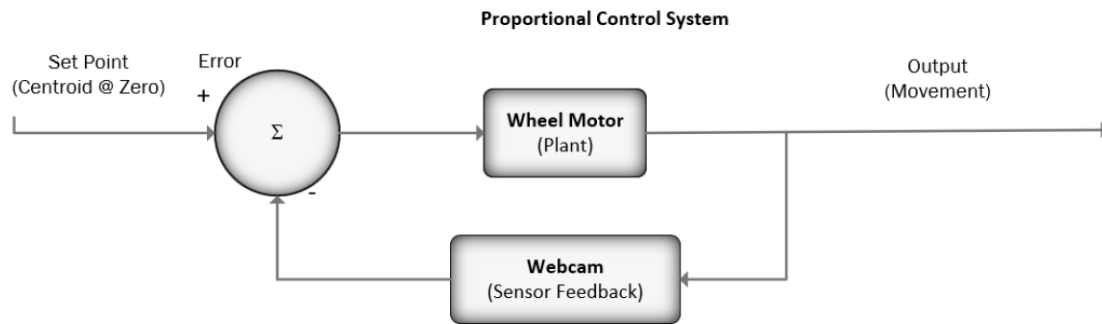 Proportional Control System
Set Point
(Centroid @ Zero)
Error
+
Σ
-
Wheel Motor
(Plant)
Output
(Movement)
Webcam
(Sensor Feedback)